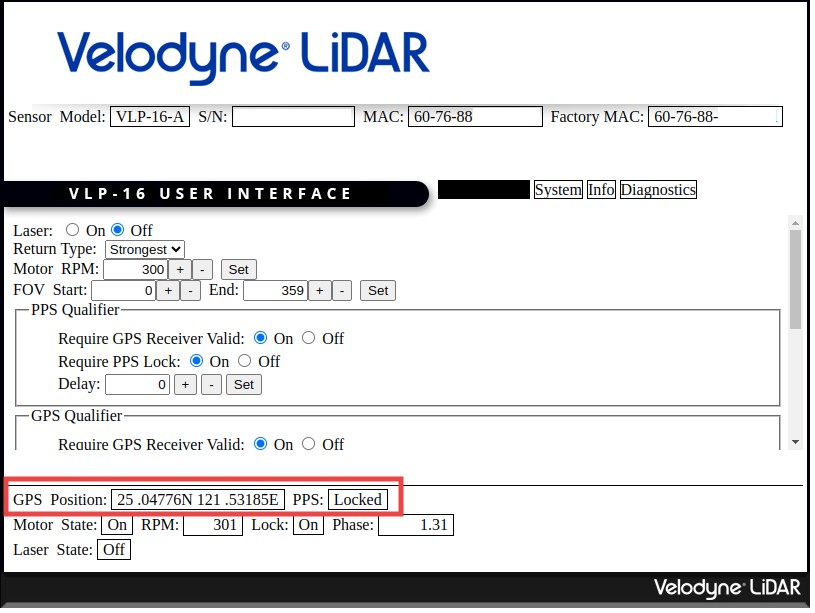 Velodyne® LiDAR
Sensor Model: VLP-16-A S/N: MAC: 60-76-88 Factory MAC: 60-76-88-
VLP-16 USER INTERFACE System Info Diagnostics
Laser: On Off
Return Type: Strongest
Motor RPM: 300 + - Set
FOV Start: 0 + - End: 359 + - Set
PPS Qualifier
Require GPS Receiver Valid: On Off
Require PPS Lock: On Off
Delay: 0 + - Set
GPS Qualifier
Require GPS Receiver Valid: On Off
GPS Position: 25 .04776N 121 .53185E PPS: Locked
Motor State: On RPM: 301 Lock: On Phase: 1.31
Laser State: Off
Velodyne® LiDAR